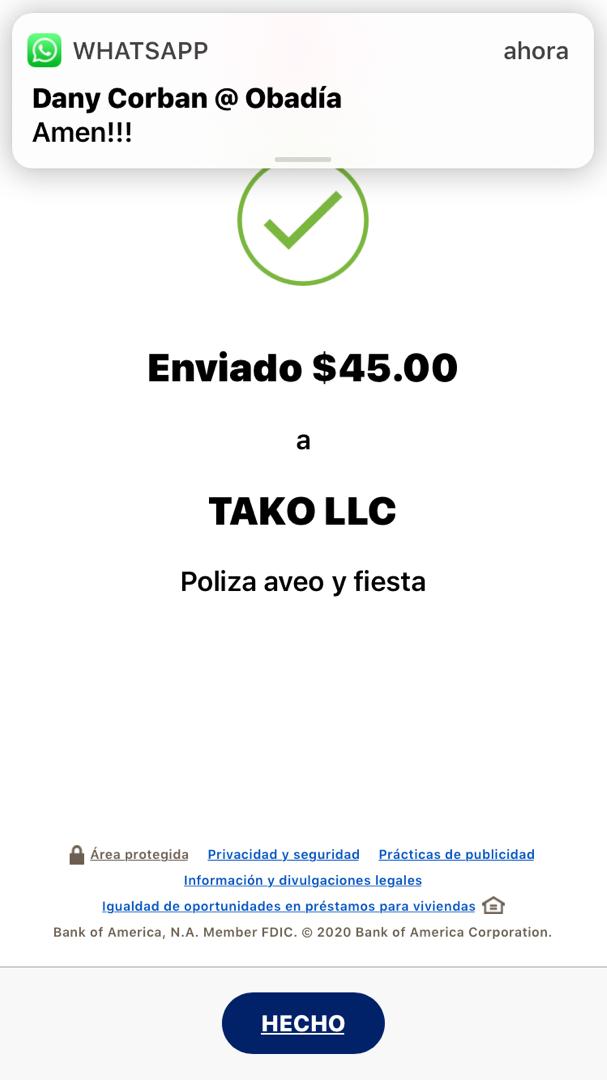 WHATSAPP
ahora
Dany Corban @ Obadía
Amen!!!
Enviado $45.00
a
TAKO LLC
Poliza aveo y fiesta
Área protegida Privacidad y seguridad Prácticas de publicidad
Información y divulgaciones legales
Igualdad de oportunidades en préstamos para viviendas
Bank of America, N.A. Member FDIC. © 2020 Bank of America Corporation.
HECHO